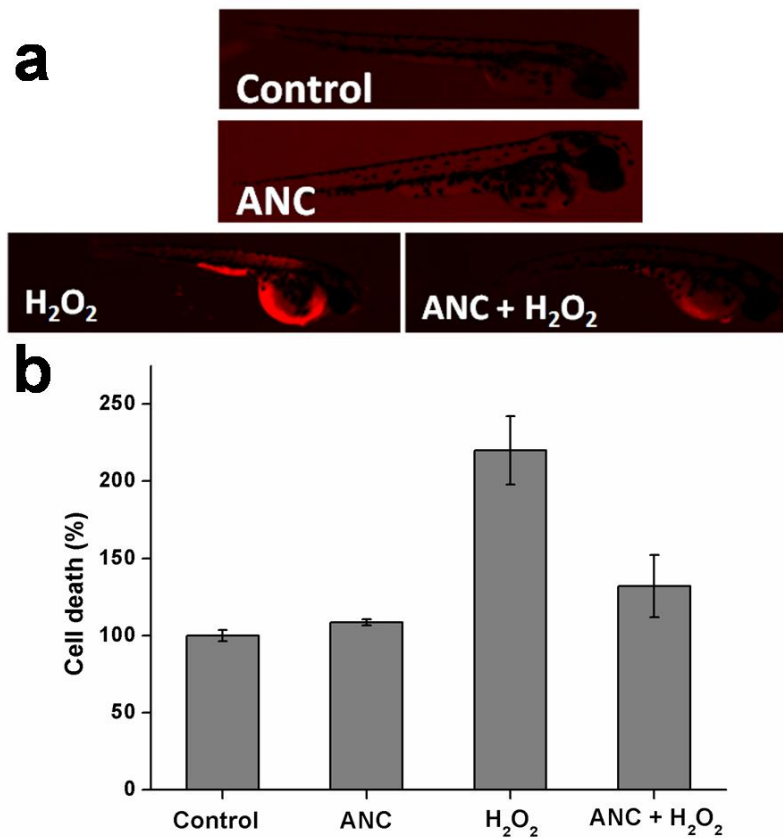 a
Control
ANC
H₂O₂
ANC + H₂O₂
b
Cell death (%)
250
200
150
100
50
0
Control
ANC
H₂O₂
ANC + H₂O₂